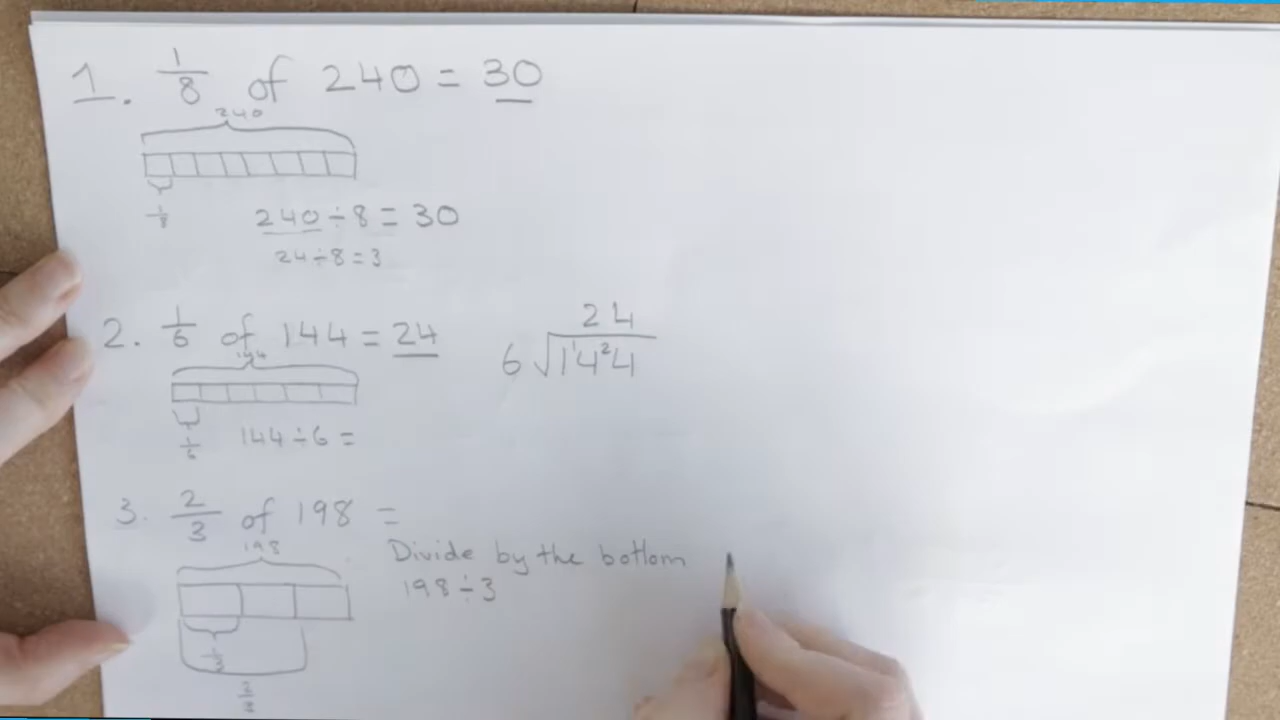 1. 1/8 of 240 = 30
240
1/8
240 ÷ 8 = 30
24 ÷ 8 = 3
2. 1/6 of 144 = 24
144
1/6
144 ÷ 6 =
24
6 √1¹4²4
3. 2/3 of 198 =
198
Divide by the bottom
198 ÷ 3
1/3
2/3